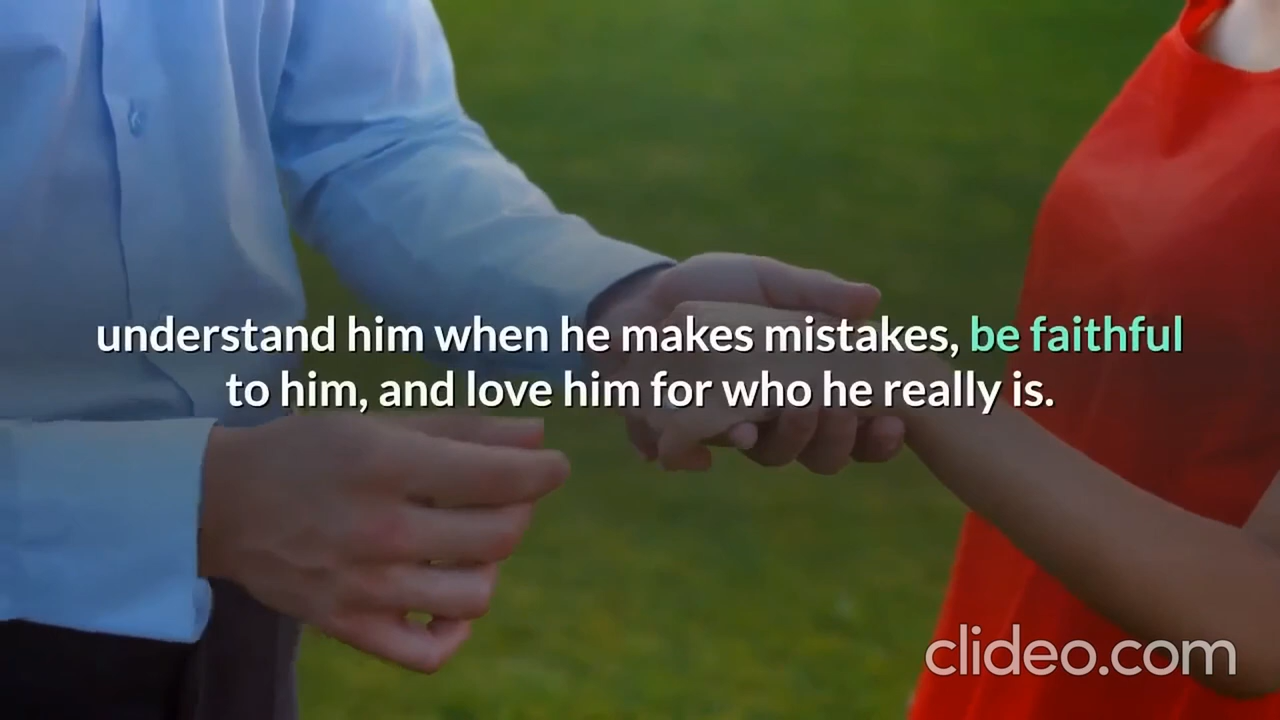 understand him when he makes mistakes, be faithful
to him, and love him for who he really is.
clideo.com